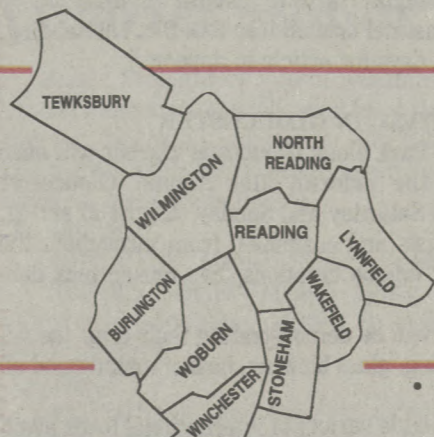 TEWKSBURY
NORTH
READING
WILMINGTON
READING
LYNNFIELD
BURLINGTON
WAKEFIELD
WOBURN
STONEHAM
WINCHESTER